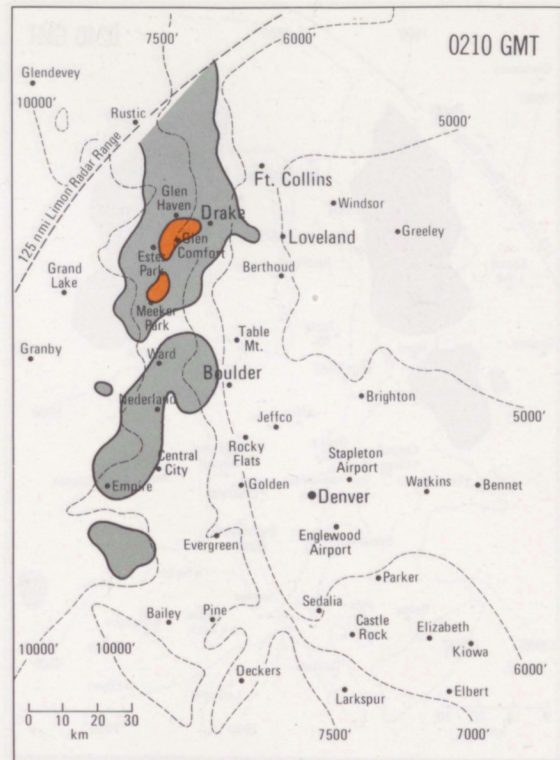 7500'
6000'
0210 GMT
Glendevey
10000'
Rustic
5000'
125 nmi Limon Radar Range
Ft. Collins
Glen
Haven
Windsor
Drake
Greeley
Loveland
Glen
Comfort
Estes
Park
Berthoud
Grand
Lake
Meeker
Park
Table
Mt.
Granby
Ward
Boulder
Brighton
Nederland
5000'
Jeffco
Rocky
Flats
Central
City
Stapleton
Airport
Empire
Golden
Watkins
Bennet
Denver
Evergreen
Englewood
Airport
Parker
Sedalia
Bailey
Pine
Castle
Rock
Elizabeth
Kiowa
10000'
10000'
6000'
Deckers
Larkspur
Elbert
0 10 20 30
km
7500'
7000'